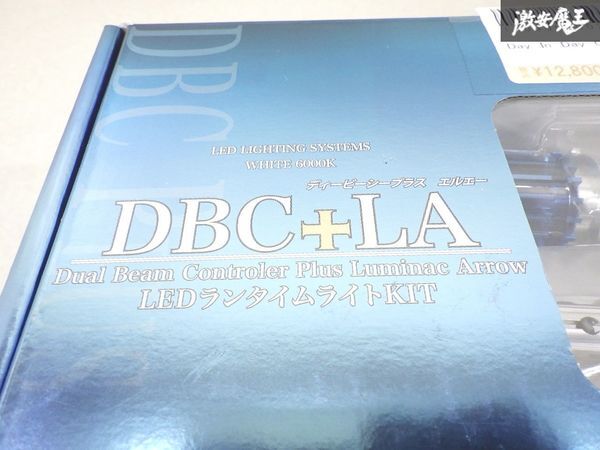 激安魔王
Day In Day
¥12,800
DBC
LED LIGHTING SYSTEMS
WHITE 6000K
ディービーシープラス エルエー
DBC+LA
Dual Beam Controler Plus Luminac Arrow
LEDランタイムライトKIT